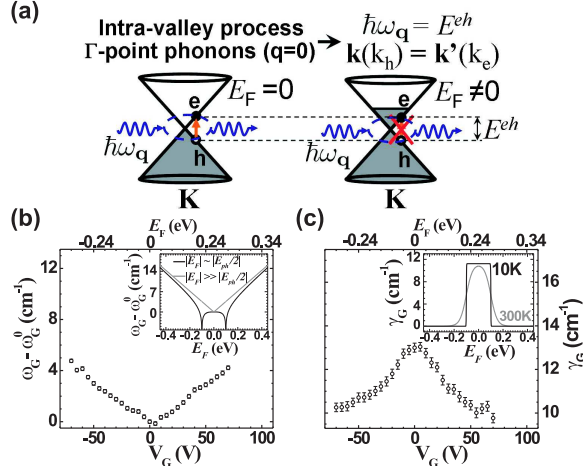 (a)
Intra-valley process
Γ-point phonons (q=0)
ħω_q = E^eh
k(k_h) = k'(k_e)
e
E_F =0
e
E_F ≠0
E^eh
ħω_q
h
ħω_q
h
K
K
(b)
E_F (eV)
-0.24 0 0.24 0.34
12
8
4
0
ω_G - ω_G^0 (cm^-1)
|E_F| ~ |E_ph/2|
|E_F| >> |E_ph/2|
14
7
0
ω_G - ω_G^0
-0.4 -0.2 0.0 0.2 0.4
E_F (eV)
-50 0 50 100
V_G (V)
(c)
E_F (eV)
-0.24 0 0.24 0.34
10K
300K
12
8
4
0
γ_G (cm^-1)
-0.4 -0.2 0.0 0.2 0.4
E_F (eV)
16
14
12
10
γ_G (cm^-1)
-50 0 50 100
V_G (V)